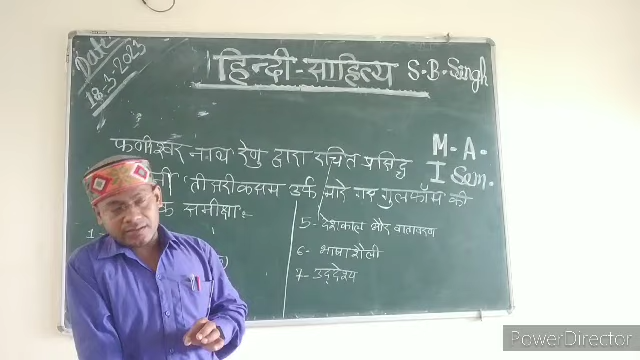 Date
18-3-2023
हिन्दी-साहित्य S.B. Singh
फणीश्वर नाथ रेणु द्वारा रचित प्रसिद्ध
M.A.
I Sem.
तीसरी कसम उर्फ मारे गए गुलफाम की
समीक्षा:-
1-
5- देशकाल और वातावरण
6- भाषा शैली
7- उद्देश्य
PowerDirector